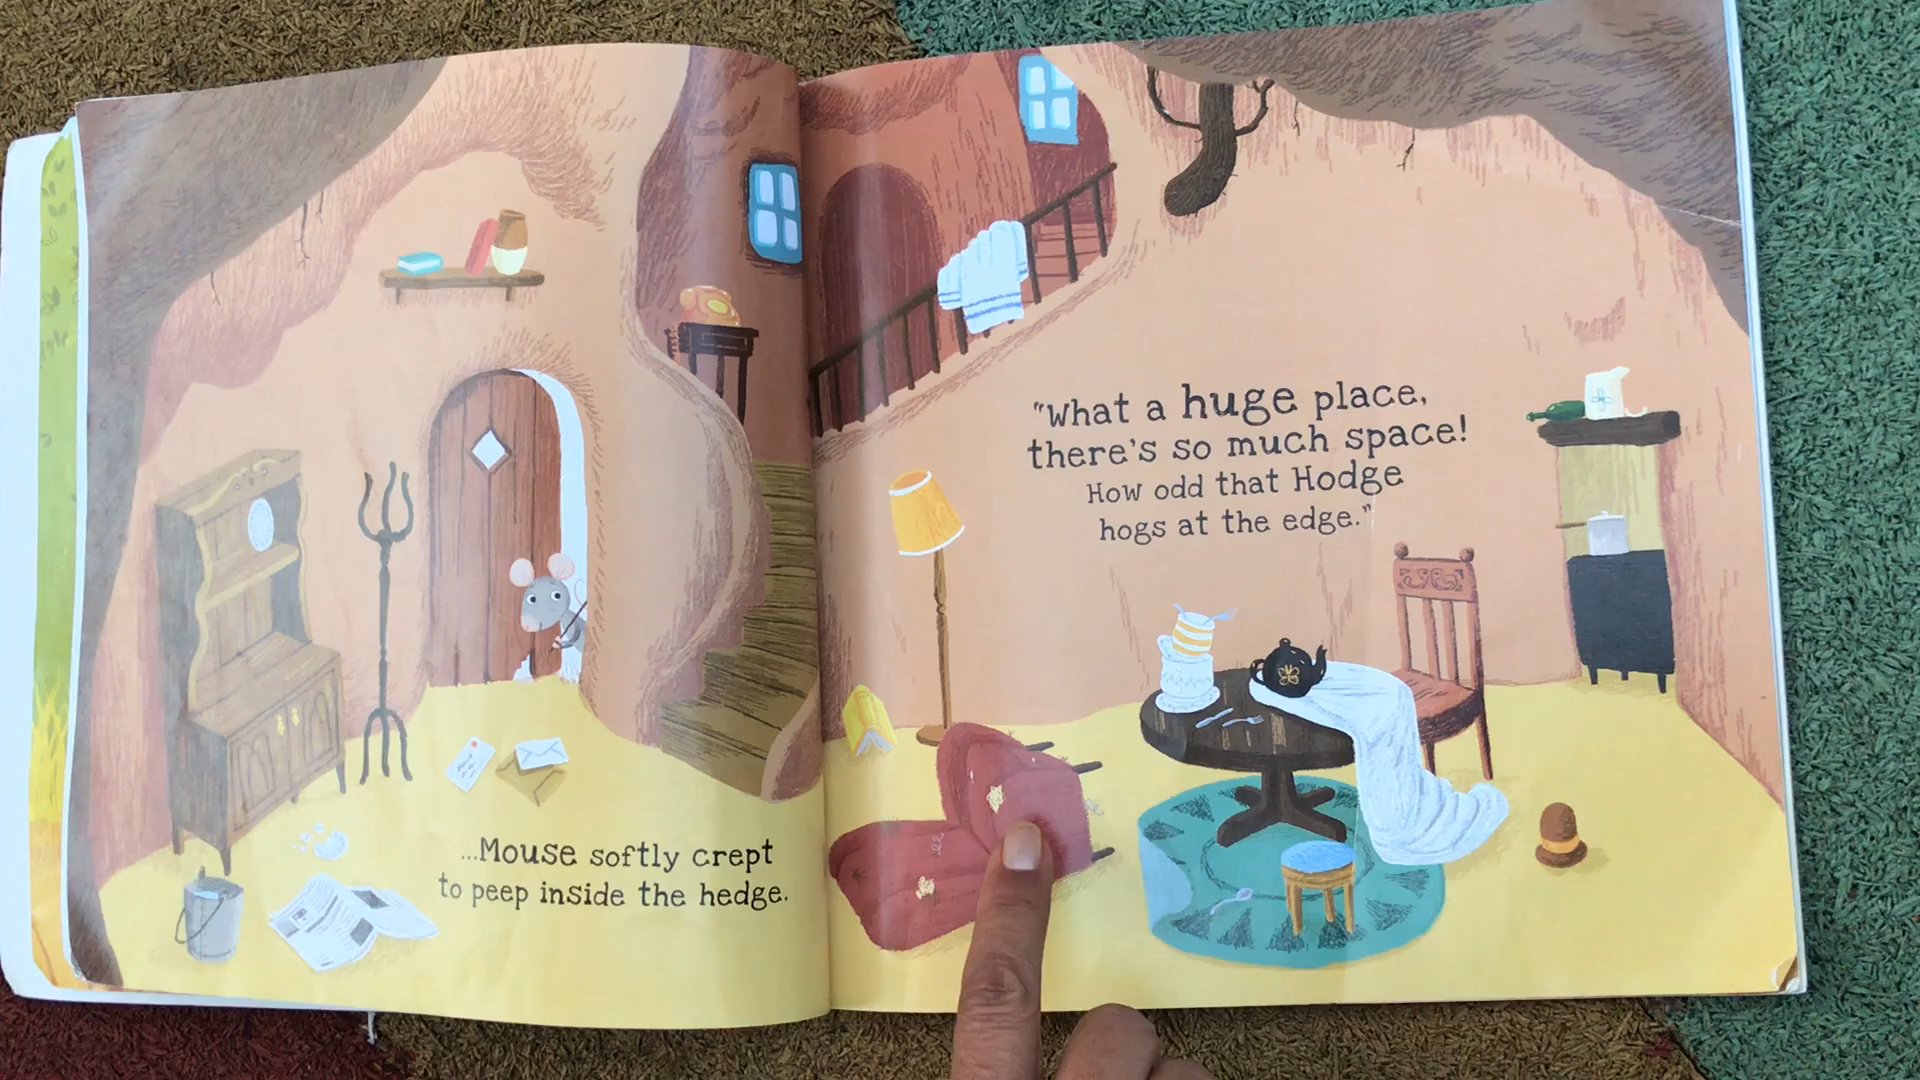 ...Mouse softly crept
to peep inside the hedge.
"What a huge place,
there's so much space!
How odd that Hodge
hogs at the edge."